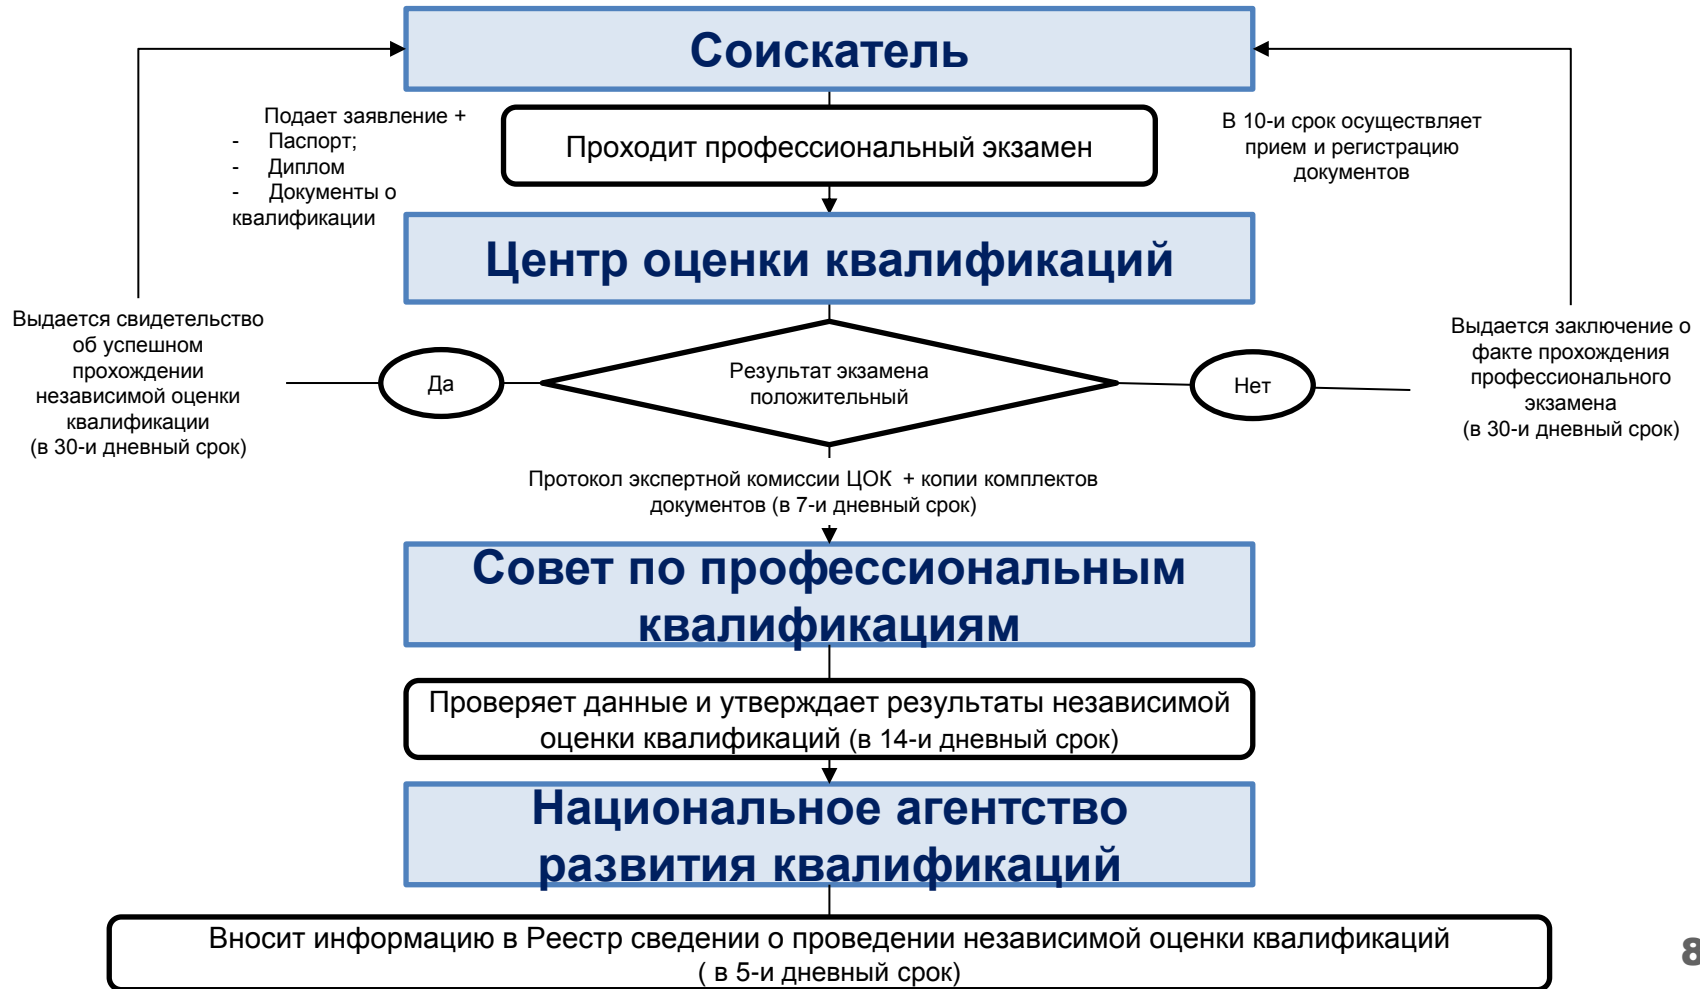 Соискатель
Подает заявление +
- Паспорт;
- Диплом
- Документы о
квалификации
Проходит профессиональный экзамен
В 10-и срок осуществляет
прием и регистрацию
документов
Центр оценки квалификаций
Выдается свидетельство
об успешном
прохождении
независимой оценки
квалификации
(в 30-и дневный срок)
Да
Результат экзамена
положительный
Нет
Выдается заключение о
факте прохождения
профессионального
экзамена
(в 30-и дневный срок)
Протокол экспертной комиссии ЦОК + копии комплектов
документов (в 7-и дневный срок)
Совет по профессиональным
квалификациям
Проверяет данные и утверждает результаты независимой
оценки квалификаций (в 14-и дневный срок)
Национальное агентство
развития квалификаций
Вносит информацию в Реестр сведении о проведении независимой оценки квалификаций
( в 5-и дневный срок)
8